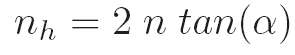 n_h = 2 n tan(α)